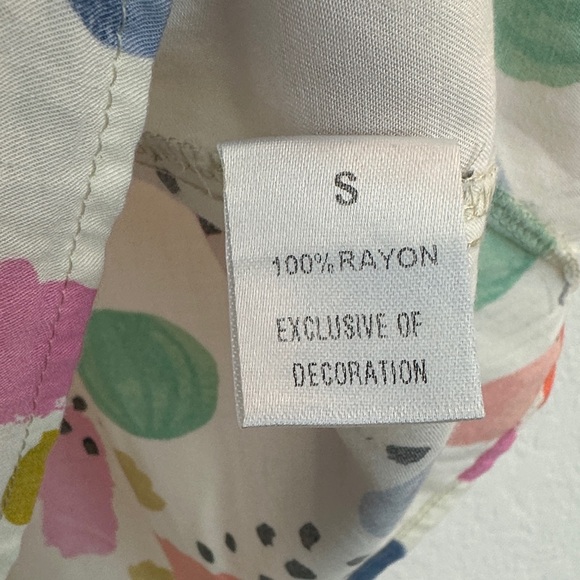 S
100% RAYON
EXCLUSIVE OF
DECORATION